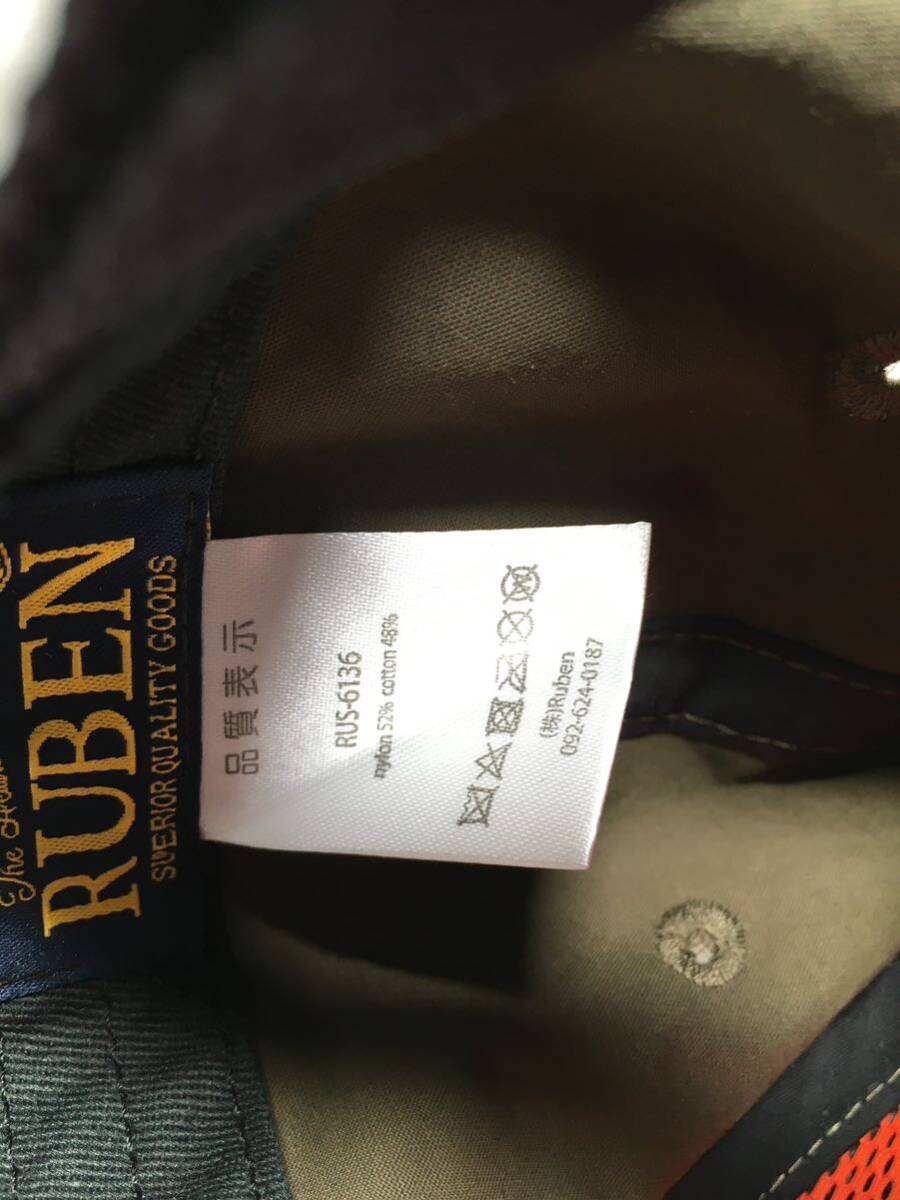 The
RUBEN
SUPERIOR QUALITY GOODS
品質表示
RUS-6136
nylon 52% cotton 48%
(株)Ruben
092-624-0187